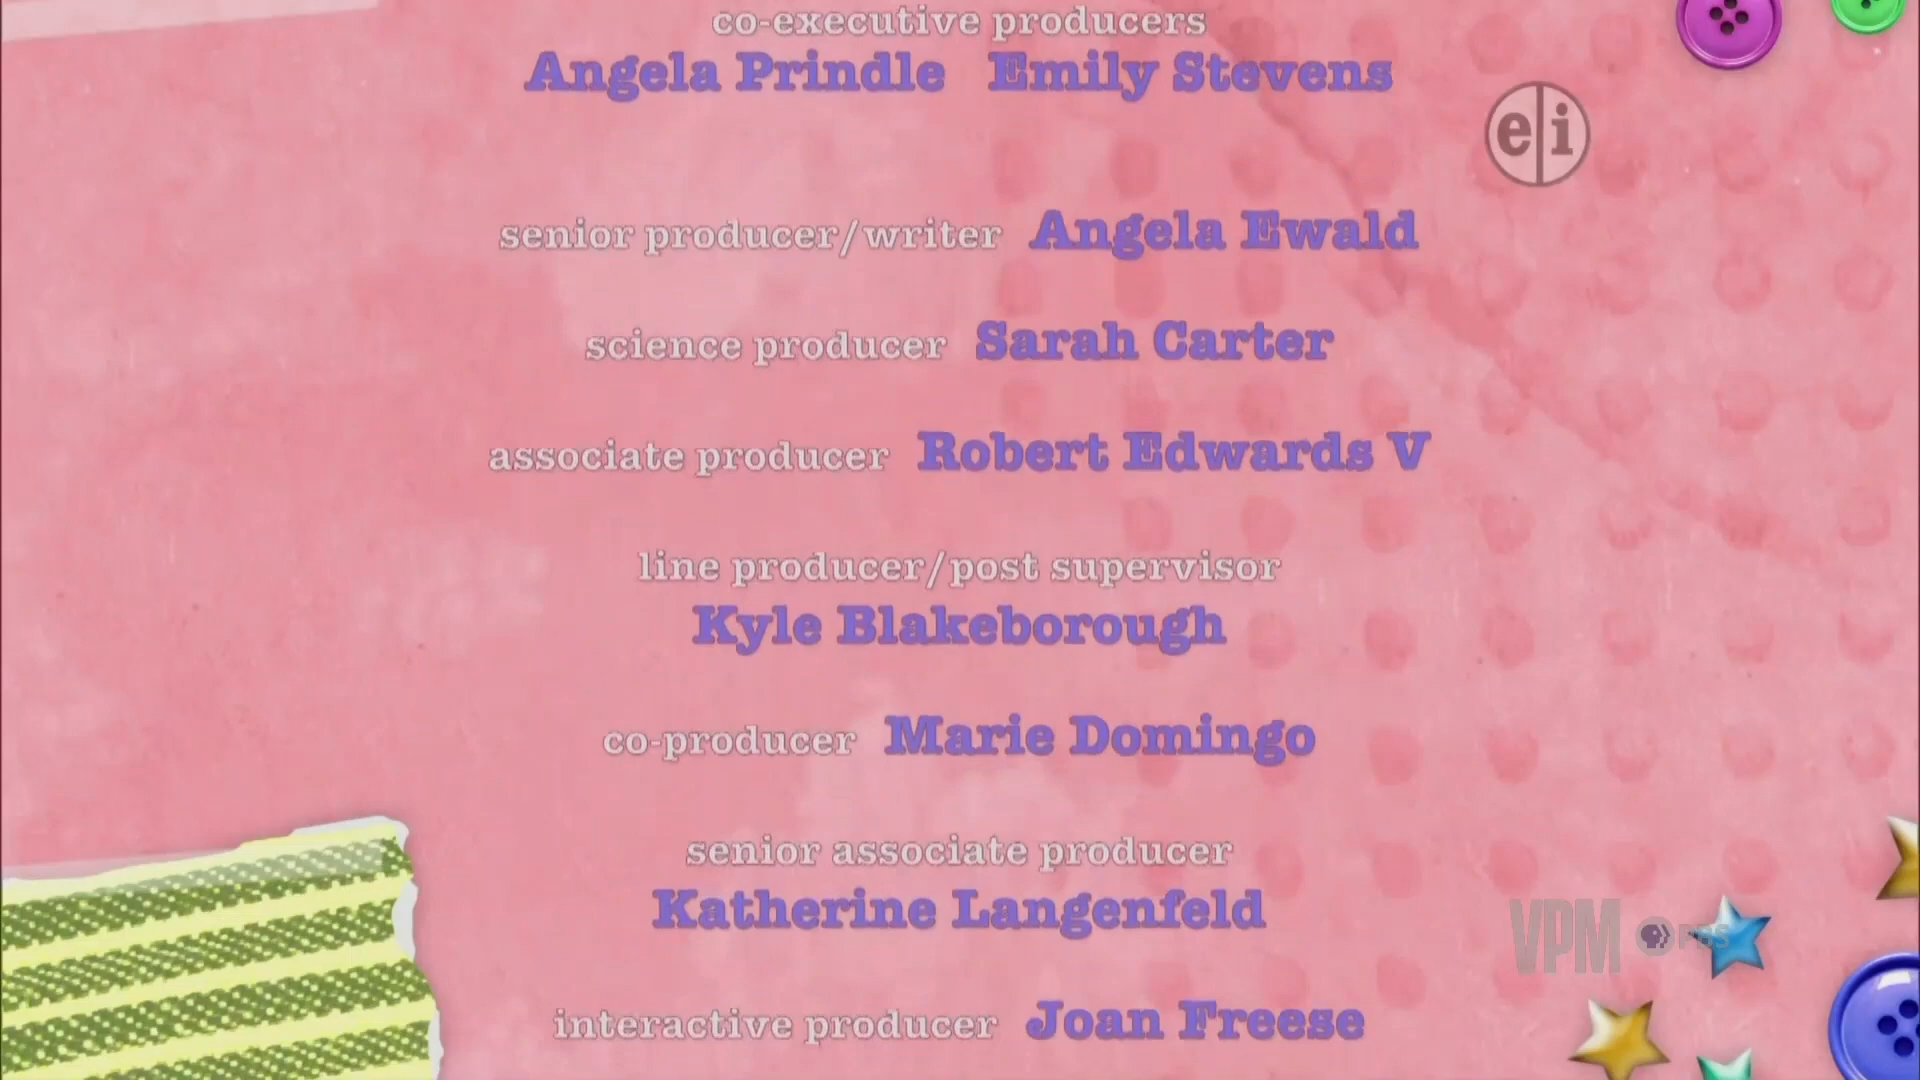 co-executive producers
Angela Prindle Emily Stevens
e|i
senior producer/writer Angela Ewald
science producer Sarah Carter
associate producer Robert Edwards V
line producer/post supervisor
Kyle Blakeborough
co-producer Marie Domingo
senior associate producer
Katherine Langenfeld
VPM PBS
interactive producer Joan Freese